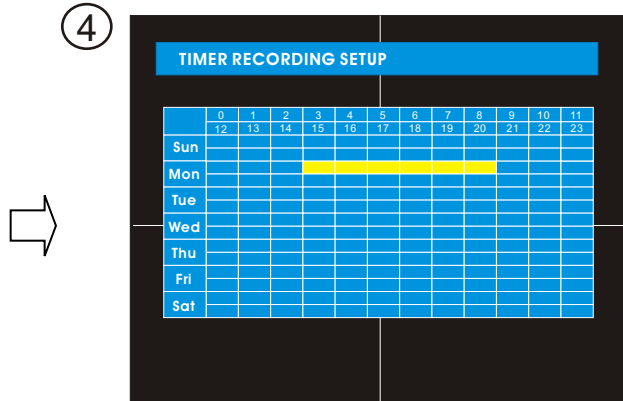 4
TIMER RECORDING SETUP
0 1 2 3 4 5 6 7 8 9 10 11
12 13 14 15 16 17 18 19 20 21 22 23
Sun
Mon
Tue
Wed
Thu
Fri
Sat